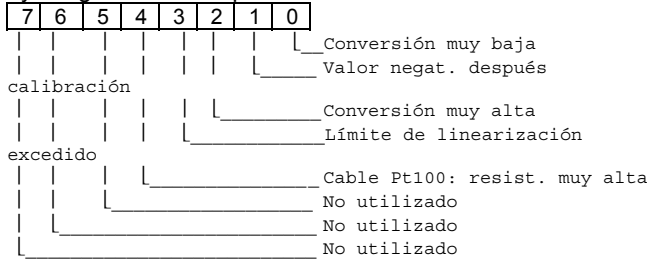 7 6 5 4 3 2 1 0
Conversión muy baja
Valor negat. después
calibración
Conversión muy alta
Límite de linearización
excedido
Cable Pt100: resist. muy alta
No utilizado
No utilizado
No utilizado